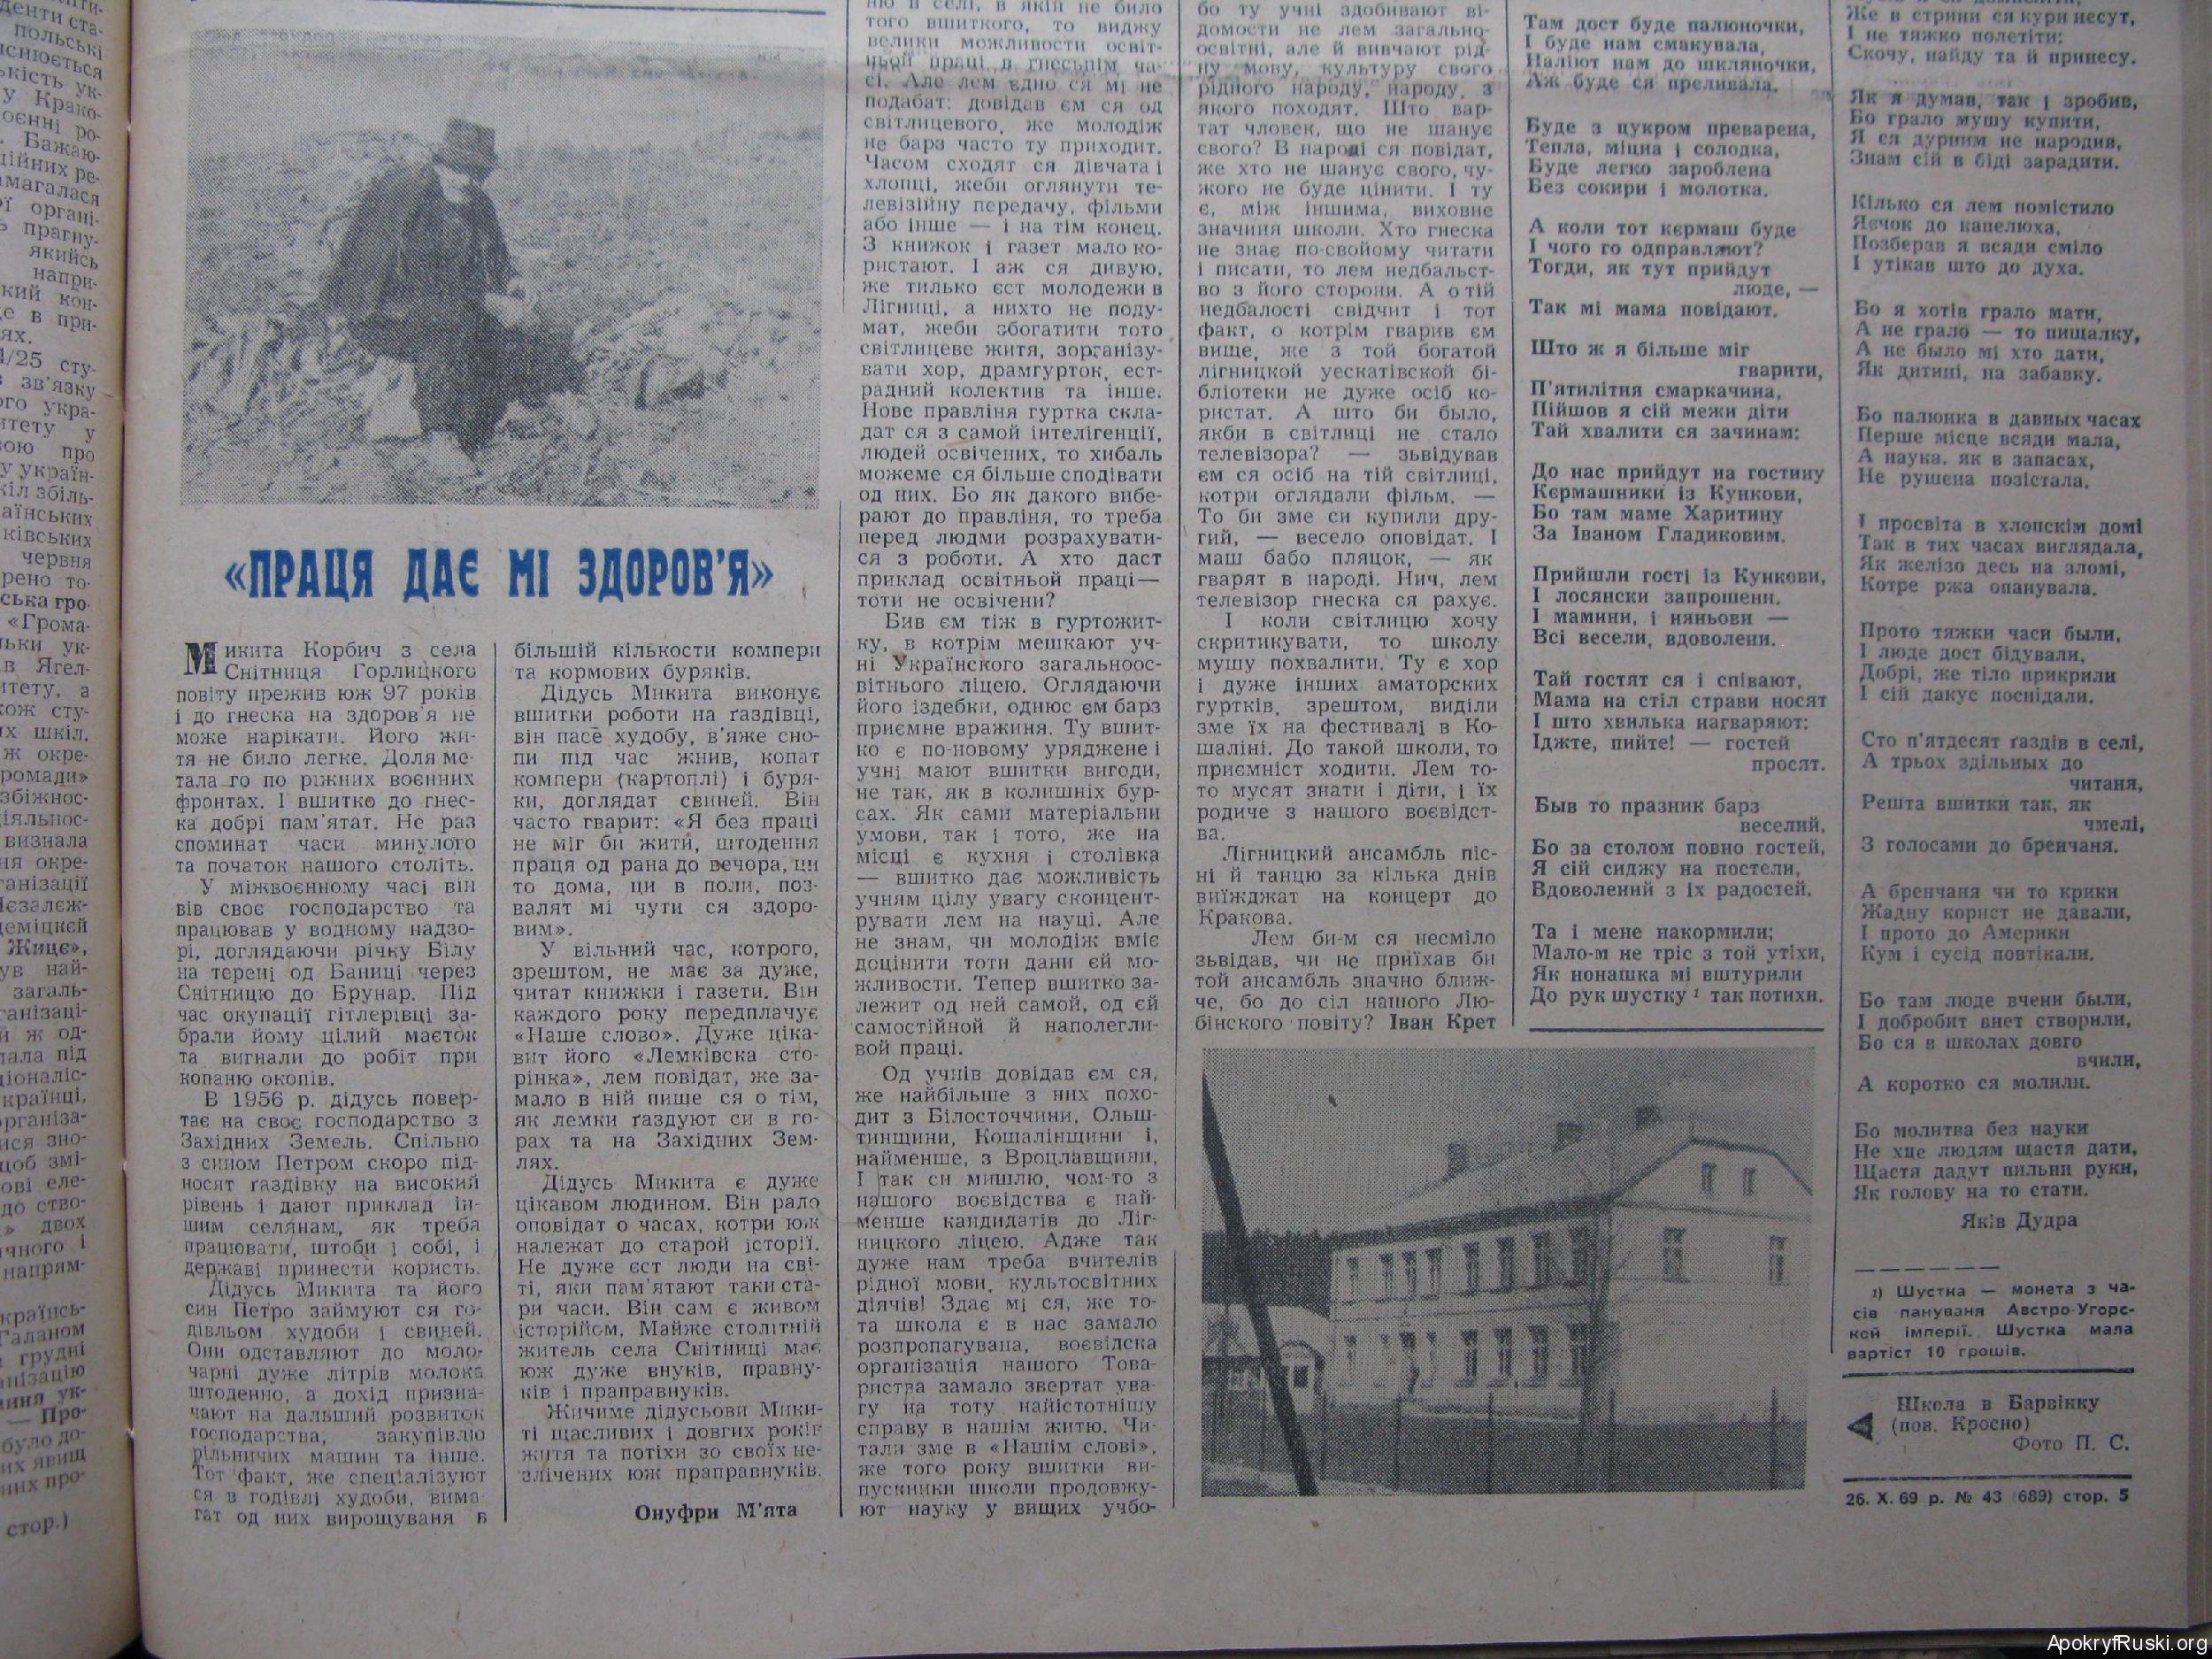 «ПРАЦЯ ДАЄ МІ ЗДОРОВ'Я»
Микита Корбич з села
Снітниця Горлицкого
повіту прежив юж 97 років
і до гнеска на здоров'я не
може нарікати. Його жи-
тя не било легке. Доля ме-
тала го по ріжних воєнних
фронтах. І вшитко до гнес-
ка добрі пам'ятат. Не раз
споминат часи минулого
та початок нашого століть.
У міжвоєнному часі він
вів своє господарство та
працював у водному надзо-
рі, доглядаючи річку Білу
на терені од Баниці через
Снітницю до Брунар. Під
час окупації гітлерівці за-
брали йому цілий маєток
та вигнали до робіт при
копаню окопів.
В 1956 р. дідусь повер-
тає на своє господарство з
Західних Земель. Спільно
з сином Петром скоро під-
носят ґаздівку на високий
рівень і дают приклад ін-
шим селянам, як треба
працювати, штоби і собі, і
державі принести користь.
Дідусь Микита та його
син Петро займуют ся го-
дівльом худоби і свиней.
Они одставляют до моло-
чарні дуже літрів молока
штоденно, а дохід призна-
чают на дальший розвиток
господарства, закупівлю
рільничих машин та інше.
Тот факт, же спеціалізуют
ся в годівлі худоби, вима-
гат од них вирощуваня в
більшій кількости компери
та кормових буряків.
Дідусь Микита виконує
вшитки роботи на ґаздівці,
він пасе худобу, в'яже сно-
пи під час жнив, копат
компери (картоплі) і буря-
ки, доглядат свиней. Він
часто гварит: «Я без праці
не міг би жити, штодення
праця од рана до вечора, ци
то дома, ци в поли, поз-
валят мі чути ся здоро-
вим».
У вільний час, котрого,
зрештом, не має за дуже,
читат книжки і газети. Він
каждого року передплачує
«Наше слово». Дуже ціка-
вит його «Лемківска сто-
рінка», лем повідат, же за-
мало в ній пише ся о тім,
як лемки ґаздуют си в го-
рах та на Західних Зем-
лях.
Дідусь Микита є дуже
цікавом людином. Він рало
оповідат о часах, котри юж
належат до старой історії.
Не дуже єст люди на сві-
ті, яки пам'ятают таки ста-
ри часи. Він сам є живом
історійом. Майже столітній
житель села Снітниці має
юж дуже внуків, правну-
ків і праправнуків.
Жичиме дідусьови Мики-
ті щасливих і довгих років
житя та потіхи зо своїх не-
злічених юж праправнуків.
Онуфри М'ята
ню в селі, в якій не било
того вшиткого, то виджу
велики можливости освіт-
ньой праці в гнесьнім ча-
сі. Але лем єдно ся мі не
подабат: довідав єм ся од
світлицевого, же молодіж
не барз часто ту приходит.
Часом сходят ся дівчата і
хлопці, жеби оглянути те-
левізійну передачу, фільми
або інше — і на тім конец.
З книжок і газет мало ко-
ристают. І аж ся дивую,
же тилько єст молодежи в
Лігниці, а нихто не поду-
мат, жеби збогатити тото
світлицеве житя, зорганізу-
вати хор, драмгурток, ест-
радний колектив та інше.
Нове правліня гуртка скла-
дат ся з самой інтелігенції,
людей освічених, то хибаль
можеме ся більше сподівати
од них. Бо як дакого вибе-
рают до правліня, то треба
перед людми розрахувати-
ся з роботи. А хто даст
приклад освітньой праці —
тоти не освічени?
Бив єм тіж в гуртожит-
ку, в котрім мешкают уч-
ні Українского загальноос-
вітнього ліцею. Оглядаючи
його іздебки, однюс єм барз
приємне вражиня. Ту вшит-
ко є по-новому уряджене і
учні мают вшитки вигоди,
не так, як в колишніх бур-
сах. Як сами матеріальни
умови, так і тото, же на
місці є кухня і столівка
— вшитко дає можливість
учням цілу увагу сконцент-
рувати лем на науці. Але
не знам, чи молодіж вміє
доцінити тоти дани єй мо-
жливости. Тепер вшитко за-
лежит од ней самой, од єй
самостійной й наполегли-
вой праці.
Од учнів довідав єм ся,
же найбільше з них похо-
дит з Білосточчини, Ольш-
тинщини, Кошалінщини і,
найменше, з Вроцлавщини,
І так си мишлю, чом-то з
нашого воєвідства є най-
менше кандидатів до Ліг-
ницкого ліцею. Адже так
дуже нам треба вчителів
рідної мови, культосвітних
діячів! Здає мі ся, же то-
та школа є в нас замало
розпропагувана, воєвідска
організація нашого Това-
риства замало звертат ува-
гу на тоту найістотнішу
справу в нашім житю. Чи-
тали зме в «Нашім слові»,
же того року вшитки ви-
пускники школи продовжу-
ют науку у вищих учбо-
бо ту учні здобивают ві-
домости не лем загально-
освітні, але й вивчают рід-
ну мову, культуру свого
рідного народу, народу, з
якого походят. Што вар-
тат чловек, що не шанує
свого? В народі ся повідат,
же хто не шанує свого, чу-
жого не буде цінити. І ту
є, між іншима, виховне
значиня школи. Хто гнеска
не знає по-свойому читати
і писати, то лем недбальст-
во з його сторони. А о тій
недбалості свідчит і тот
факт, о котрім гварив єм
вище, же з той богатой
лігницкой уескатівской бі-
бліотеки не дуже осіб ко-
ристат. А што би было,
якби в світлиці не стало
телевізора? — зьвідував
єм ся осіб на тій світлиці,
котри оглядали фільм. —
То би зме си купили дру-
гий, — весело оповідат. І
маш бабо пляцок, — як
гварят в народі. Нич, лем
телевізор гнеска ся рахує.
І коли світлицю хочу
скритикувати, то школу
мушу похвалити. Ту є хор
і дуже інших аматорских
гуртків, зрештом, виділи
зме їх на фестивалі в Ко-
шаліні. До такой школи, то
приємніст ходити. Лем то-
то мусят знати і діти, і їх
родиче з нашого воєвідст-
ва.
Лігницкий ансамбль піс-
ні й танцю за кілька днів
виїжджат на концерт до
Кракова.
Лем би-м ся несміло
зьвідав, чи не приїхав би
той ансамбль значно ближ-
че, бо до сіл нашого Лю-
бінского повіту? Іван Крет
Там дост буде палюночки,
І буде нам смакувала,
Налиют нам до шкляночки,
Аж буде ся преливала.
Буде з цукром преварена,
Тепла, міцна і солодка,
Буде легко зароблена
Без сокири і молотка.
А коли тот кермаш буде
І чого го одправляют?
Тогди, як тут прийдут
люде, —
Так мі мама повідают.
Што ж я більше міг
гварити,
П'ятилітня смаркачина,
Пійшов я сій межи діти
Тай хвалити ся зачинам:
До нас прийдут на гостину
Кермашники із Кункови,
Бо там маме Харитину
За Іваном Гладиковим.
Прийшли гості із Кункови,
І лосянски запрошени.
І мамини, і няньови —
Всі весели, вдоволени.
Тай гостят ся і співают,
Мама на стіл страви носят
І што хвилька нагваряют:
Їджте, пийте! — гостей
просят.
Быв то празник барз
веселий,
Бо за столом повно гостей,
Я сій сиджу на постели,
Вдоволений з їх радостей.
Та і мене накормили;
Мало-м не тріс з той утіхи,
Як нонашка мі вштурили
До рук шустку ¹ так потихи.
Же в стрини ся кури несут,
І не тяжко полетіти:
Скочу, найду та й принесу.
Як я думав, так і зробив,
Бо грало мушу купити,
Я ся дурним не народив,
Знам сій в біді зарадити.
Кілько ся лем помістило
Яєчок до капелюха,
Позберав я всяди сміло
І утікав што до духа.
Бо я хотів грало мати,
А не грало — то пищалку,
А не было мі хто дати,
Як дитині, на забавку.
Бо палюнка в давных часах
Перше місце всяди мала,
А наука, як в запасах,
Не рушена позістала.
І просвіта в хлопскім домі
Так в тих часах виглядала,
Як желізо десь на зломі,
Котре ржа опанувала.
Прото тяжки часи были,
І люде дост бідували,
Добрі, же тіло прикрили
І сій дакус поснідали.
Сто п'ятдесят ґаздів в селі,
А трьох здільных до
читаня,
Решта вшитки так, як
чмелі,
З голосами до бренчаня.
А бренчаня чи то крики
Жадну корист не давали,
І прото до Америки
Кум і сусід повтікали.
Бо там люде вчени были,
І добробит внет створили,
Бо ся в школах довго
вчили,
А коротко ся молили.
Бо молитва без науки
Не хце людям щастя дати,
Щастя дадут пильни руки,
Як голову на то стати.
Яків Дудра
¹) Шустка — монета з ча-
сів пануваня Австро-Угорс-
кой імперії. Шустка мала
вартіст 10 грошів.
Школа в Барвінку
(пов. Кросно)
Фото П. С.
26. X. 69 р. № 43 (689) стор. 5
ApokryfRuski.org